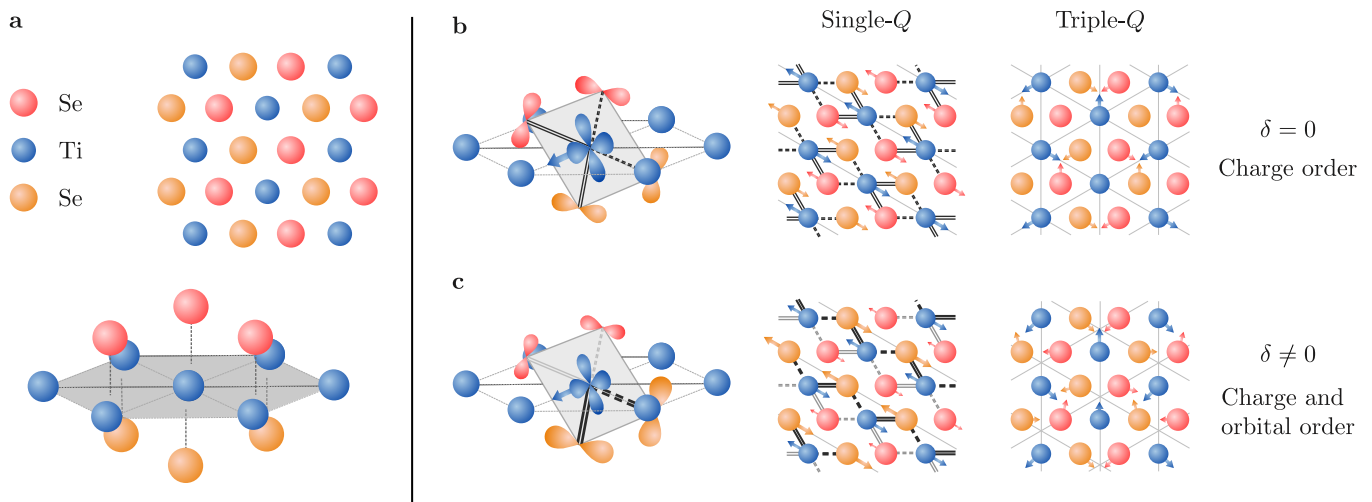 a
Se
Ti
Se
b
Single-Q
Triple-Q
δ = 0
Charge order
c
δ ≠ 0
Charge and
orbital order